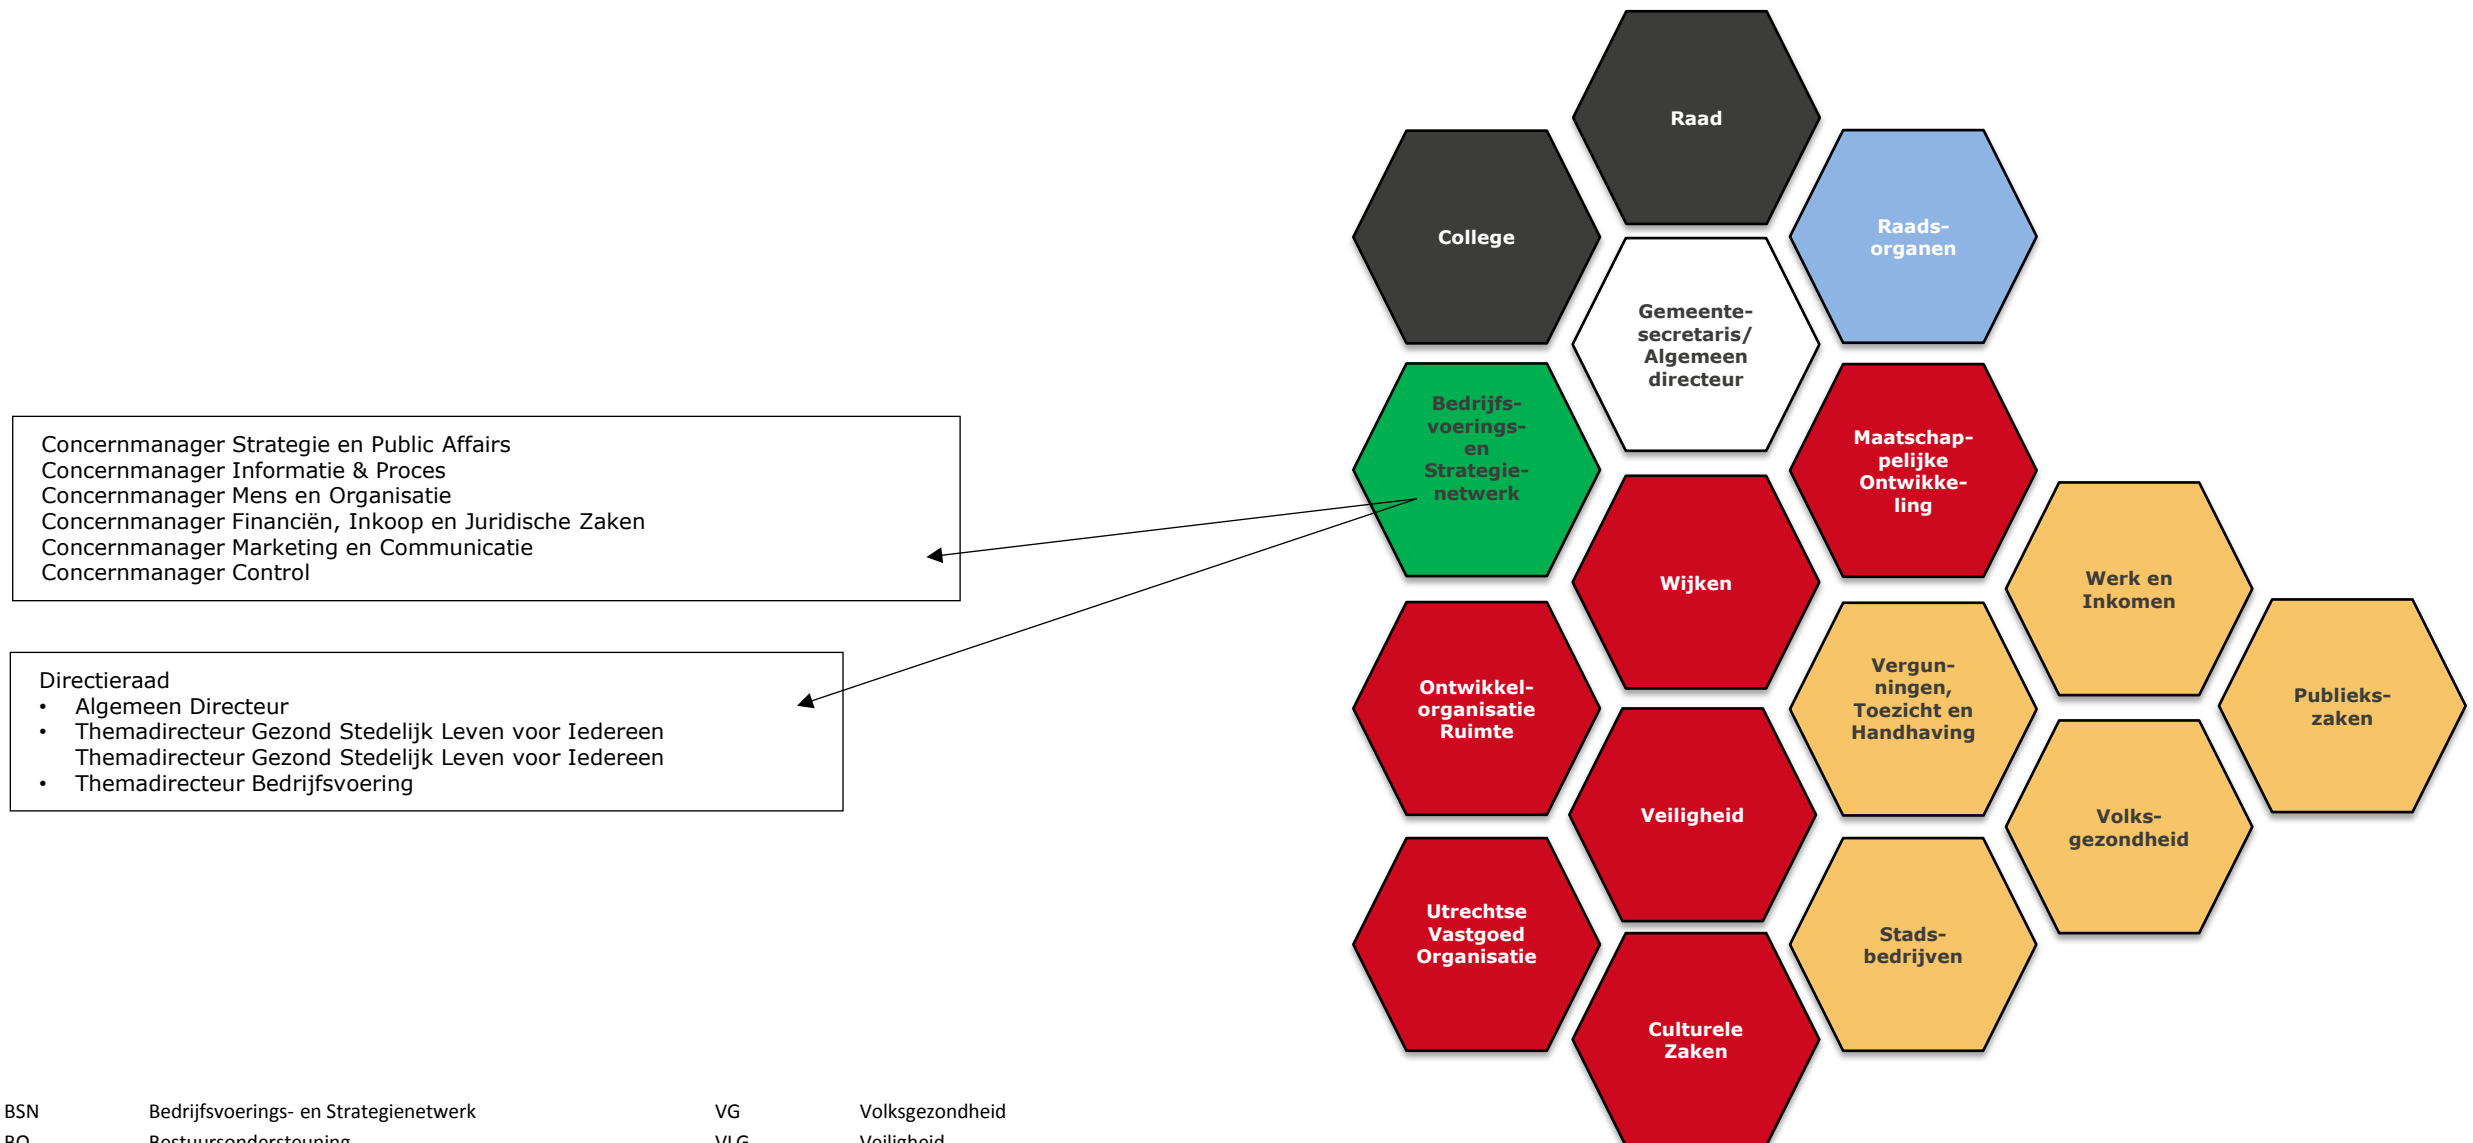 Raad
College
Raads-
organen
Gemeente-
secretaris/
Algemeen
directeur
Bedrijfs-
voerings-
en
Strategie-
netwerk
Maatschap-
pelijke
Ontwikke-
ling
Concernmanager Strategie en Public Affairs
Concernmanager Informatie & Proces
Concernmanager Mens en Organisatie
Concernmanager Financiën, Inkoop en Juridische Zaken
Concernmanager Marketing en Communicatie
Concernmanager Control
Wijken
Werk en
Inkomen
Directieraad
• Algemeen Directeur
• Themadirecteur Gezond Stedelijk Leven voor Iedereen
Themadirecteur Gezond Stedelijk Leven voor Iedereen
• Themadirecteur Bedrijfsvoering
Ontwikkel-
organisatie
Ruimte
Vergun-
ningen,
Toezicht en
Handhaving
Publieks-
zaken
Veiligheid
Volks-
gezondheid
Utrechtse
Vastgoed
Organisatie
Stads-
bedrijven
Culturele
Zaken
BSN Bedrijfsvoerings- en Strategienetwerk VG Volksgezondheid
BO Bestuursondersteuning VLG Veiligheid